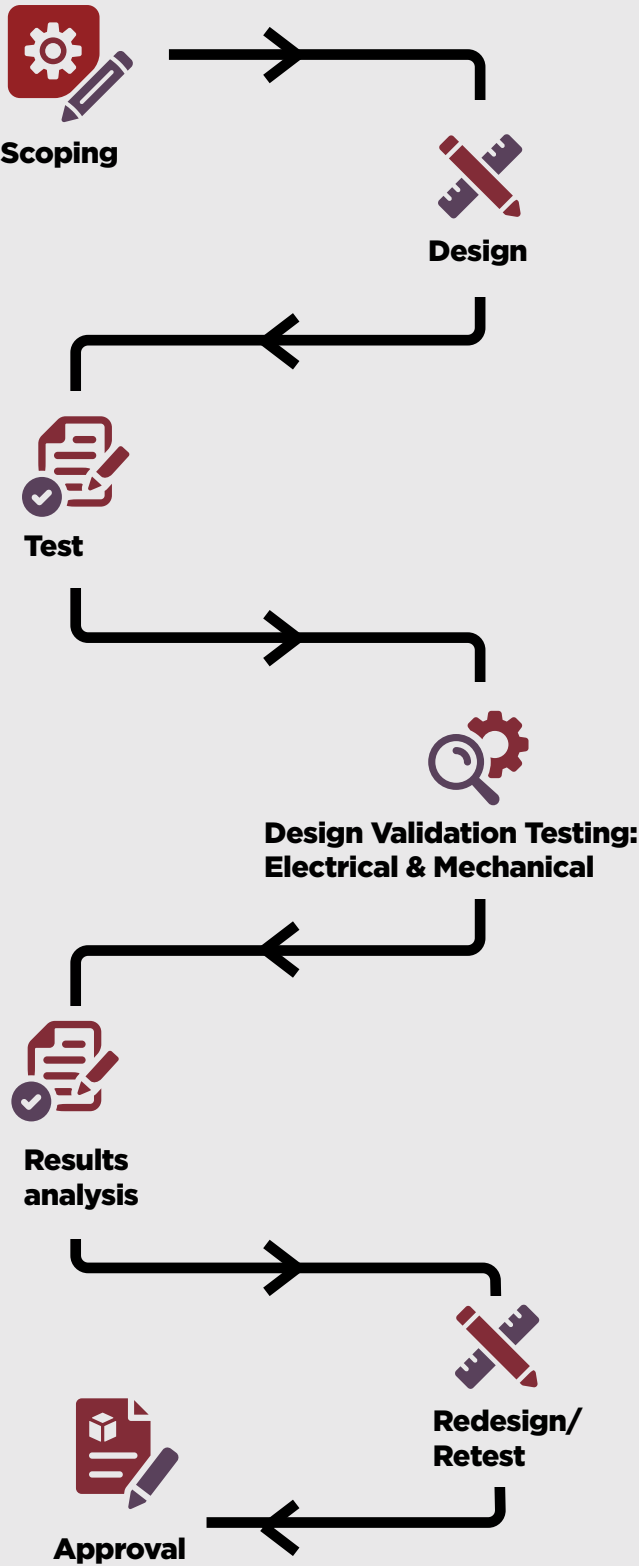 Scoping
Design
Test
Design Validation Testing:
Electrical & Mechanical
Results
analysis
Redesign/
Retest
Approval